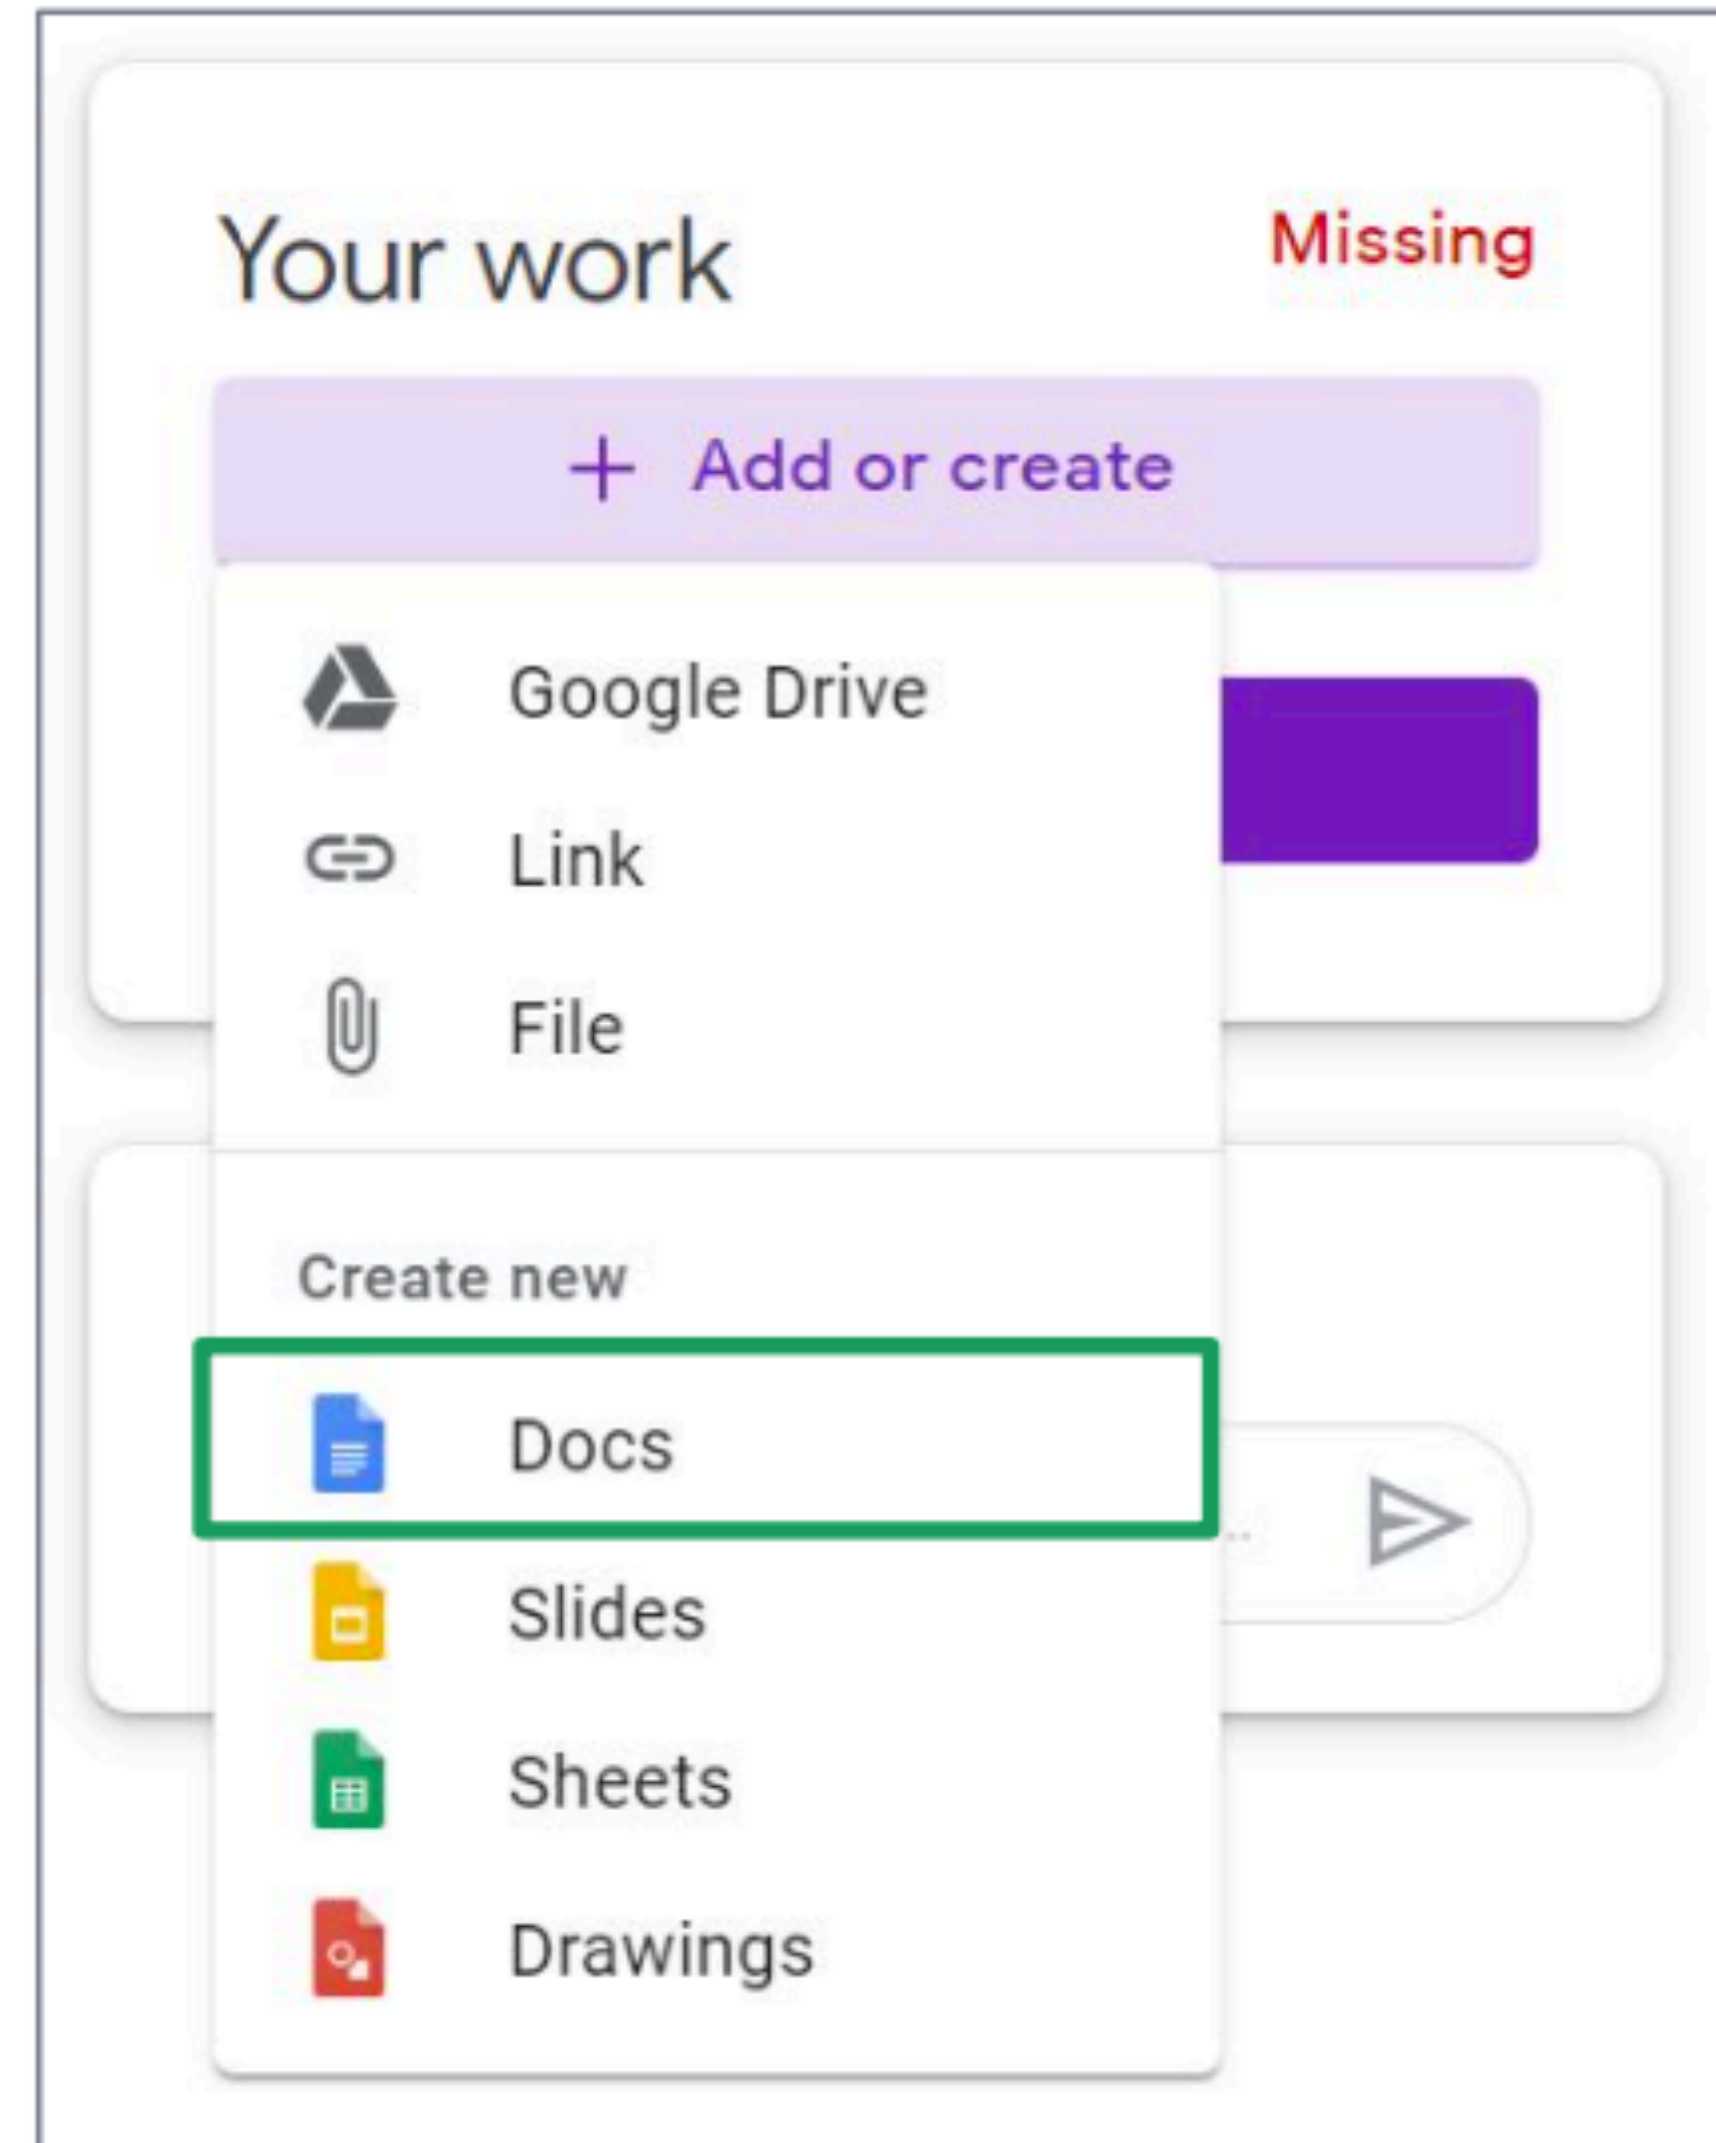 Your work
Missing
+ Add or create
Google Drive
Link
File
Create new
Docs
Slides
Sheets
Drawings